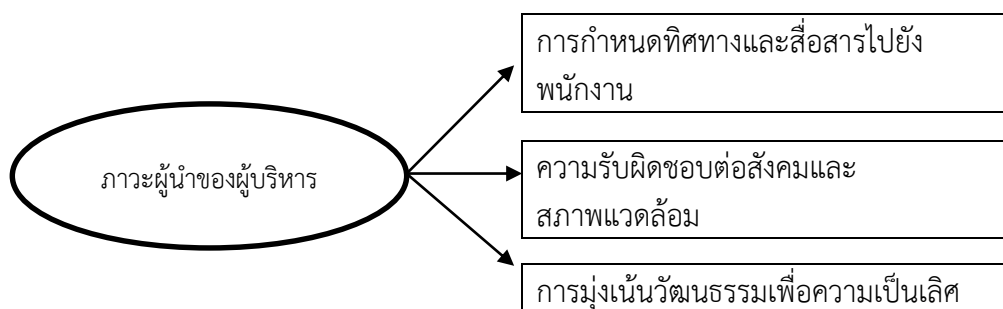 การกำหนดทิศทางและสื่อสารไปยัง
พนักงาน
ภาวะผู้นำของผู้บริหาร
ความรับผิดชอบต่อสังคมและ
สภาพแวดล้อม
การมุ่งเน้นวัฒนธรรมเพื่อความเป็นเลิศ